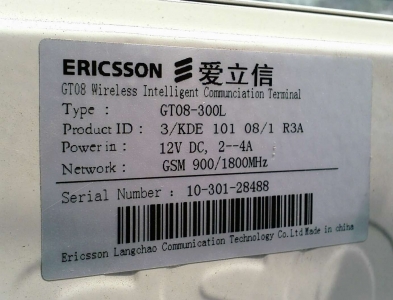 ERICSSON 爱立信
GT08 Wireless Intelligent Communciation Terminal
Type : GT08-300L
Product ID : 3/KDE 101 08/1 R3A
Power in : 12V DC, 2--4A
Network : GSM 900/1800MHz
Serial Number : 10-301-28488
Ericsson Langchao Communication Technology Co.Ltd Made in china